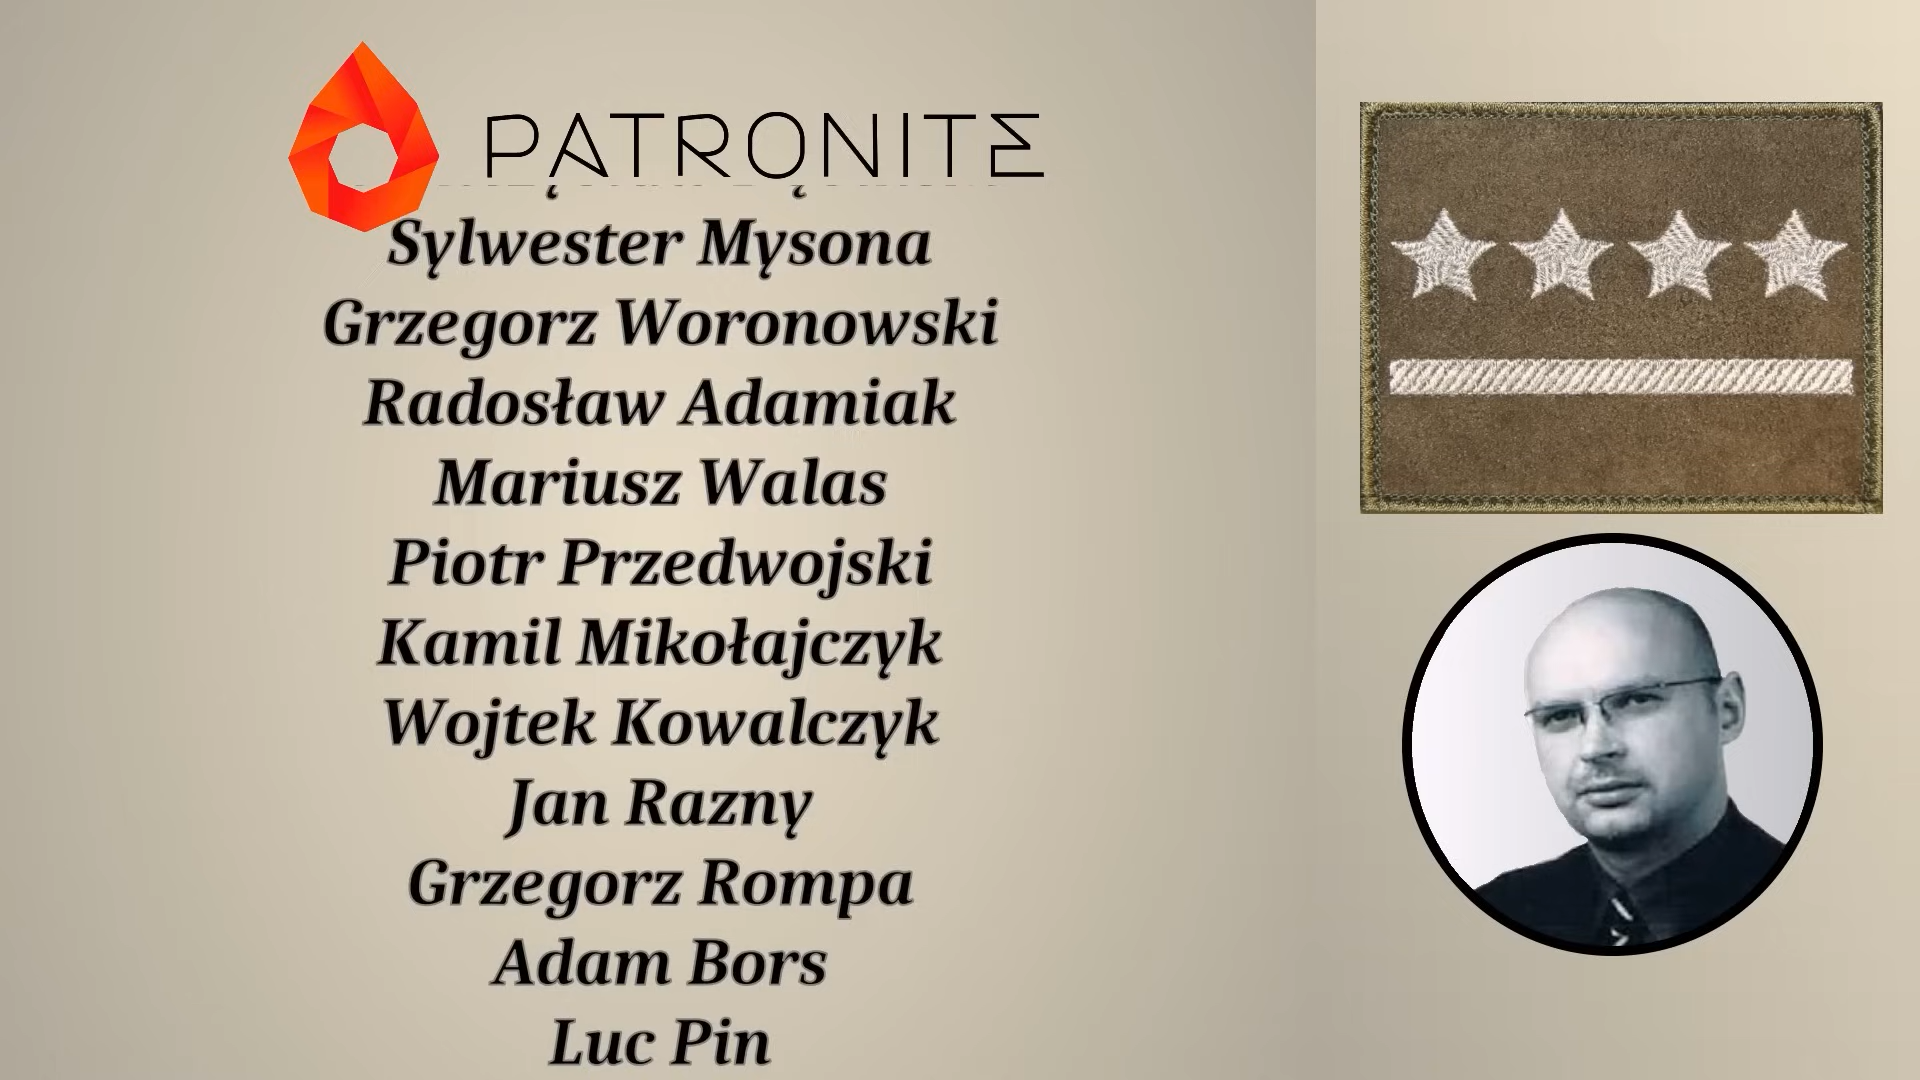 PATRONITE
Sylwester Mysona
Grzegorz Woronowski
Radosław Adamiak
Mariusz Walas
Piotr Przedwojski
Kamil Mikołajczyk
Wojtek Kowalczyk
Jan Razny
Grzegorz Rompa
Adam Bors
Luc Pin